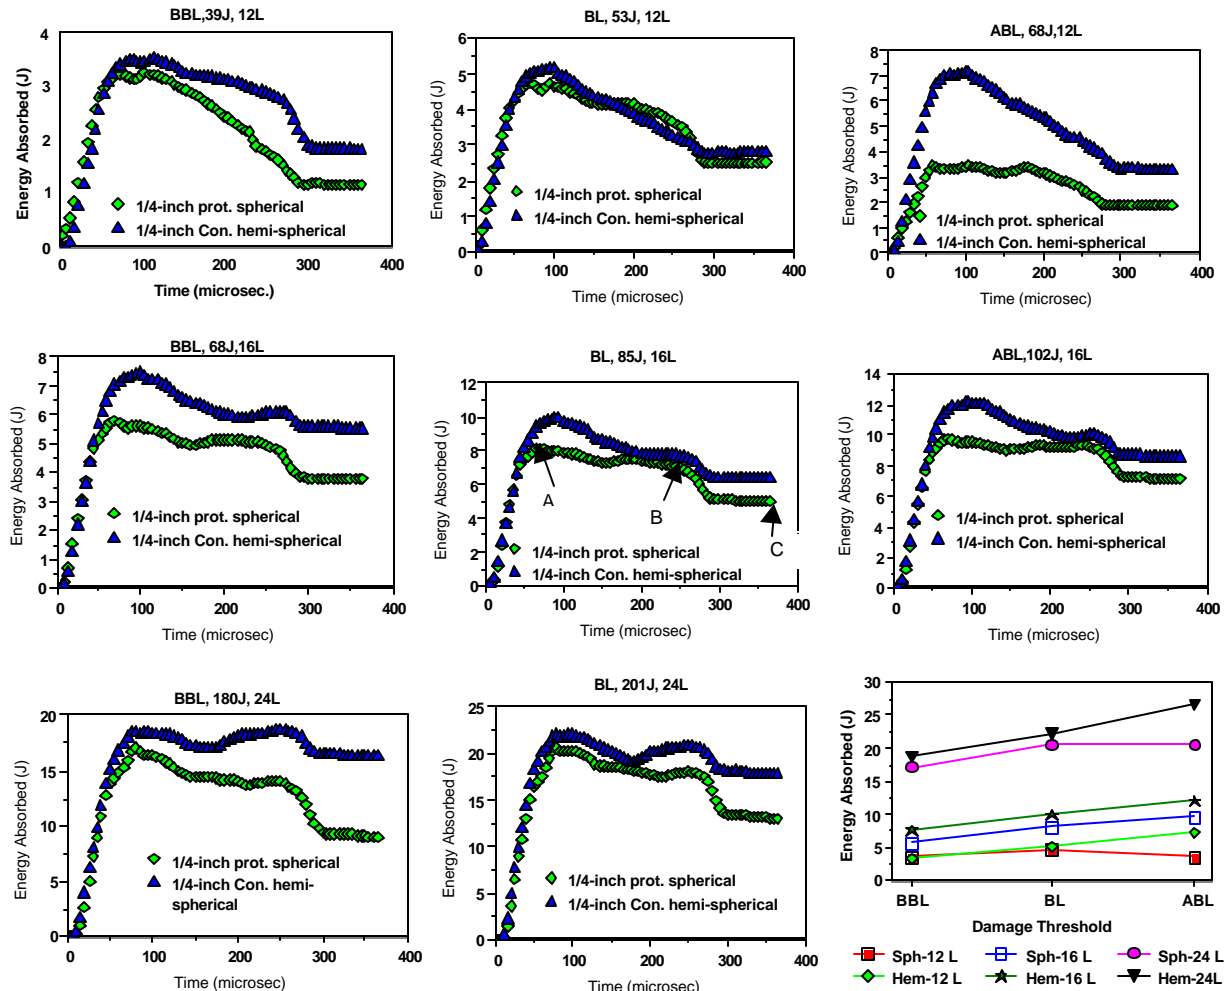 BBL,39J, 12L
4
3
2
1
0
Energy Absorbed (J)
1/4-inch prot. spherical
1/4-inch Con. hemi-spherical
0 100 200 300 400
Time (microsec.)
BL, 53J, 12L
6
5
4
3
2
1
0
Energy Absorbed (J)
1/4-inch prot. spherical
1/4-inch Con. hemi-spherical
0 100 200 300 400
Time (microsec)
ABL, 68J,12L
8
7
6
5
4
3
2
1
0
Energy Absorbed (J)
1/4-inch prot. spherical
1/4-inch Con. hemi-spherical
0 100 200 300 400
Time (microsec)
BBL, 68J,16L
8
7
6
5
4
3
2
1
0
Energy Absorbed (J)
1/4-inch prot. spherical
1/4-inch Con. hemi-spherical
0 100 200 300 400
Time (microsec)
BL, 85J, 16L
12
10
8
6
4
2
0
Energy Absorbed (J)
A
B
C
1/4-inch prot. spherical
1/4-inch Con. hemi-spherical
0 100 200 300 400
Time (microsec)
ABL,102J, 16L
14
12
10
8
6
4
2
0
Energy Absorbed (J)
1/4-inch prot. spherical
1/4-inch Con. hemi-spherical
0 100 200 300 400
Time (microsec)
BBL, 180J, 24L
20
15
10
5
0
Energy Absorbed (J)
1/4-inch prot. spherical
1/4-inch Con. hemi-
spherical
0 100 200 300 400
Time (microsec)
BL, 201J, 24L
25
20
15
10
5
0
Energy Absorbed (J)
1/4-inch prot. spherical
1/4-inch Con. hemi-spherical
0 100 200 300 400
Time (microsec)
30
25
20
15
10
5
0
Energy Absorbed (J)
BBL BL ABL
Damage Threshold
Sph-12 L Sph-16 L Sph-24 L
Hem-12 L Hem-16 L Hem-24L